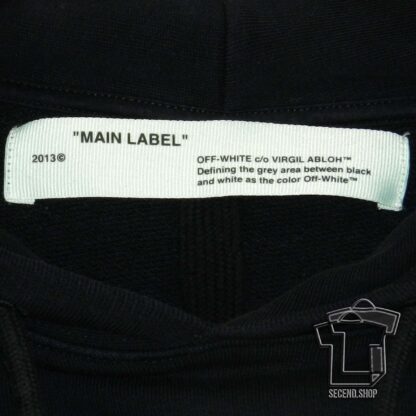 "MAIN LABEL"
2013©
OFF-WHITE c/o VIRGIL ABLOH™
Defining the grey area between black
and white as the color Off-White™
SECEND.SHOP